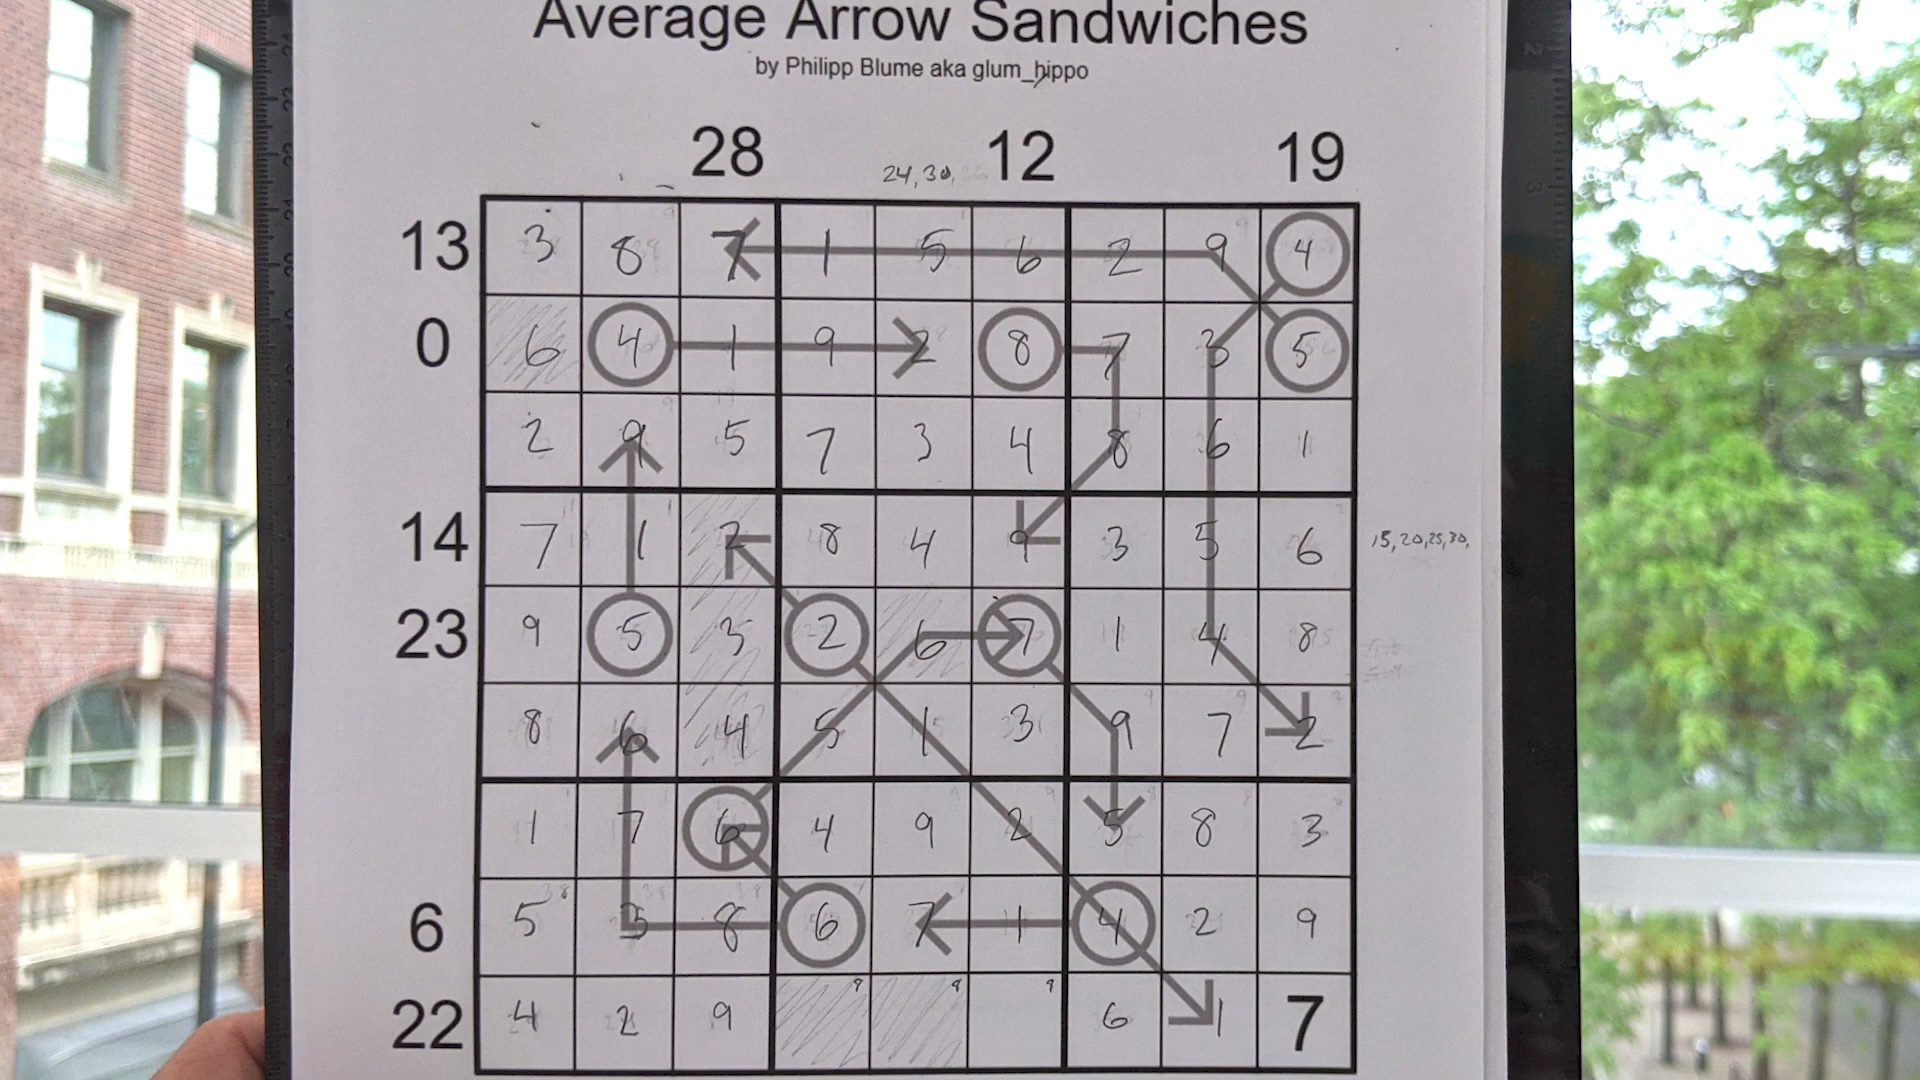 Average Arrow Sandwiches
by Philipp Blume aka glum_hippo
28 12 19
24, 30,
13 3 8 7 1 5 6 2 9 4
0 6 4 1 9 2 8 7 3 5
2 9 5 7 3 4 8 6 1
14 7 1 2 8 4 9 3 5 6 15, 20, 25, 30,
23 9 5 3 2 6 7 1 4 8
8 6 4 5 1 3 9 7 2
1 7 6 4 9 2 5 8 3
6 5 3 8 6 7 1 4 2 9
22 4 2 9 6 1 7